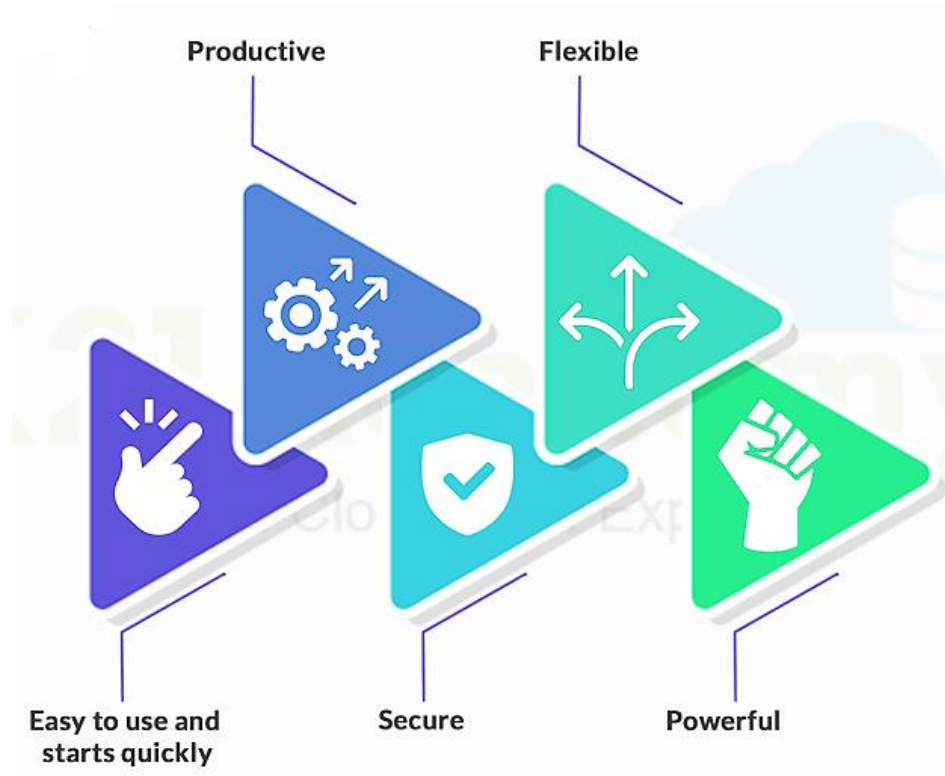 Productive
Flexible
Easy to use and
starts quickly
Secure
Powerful